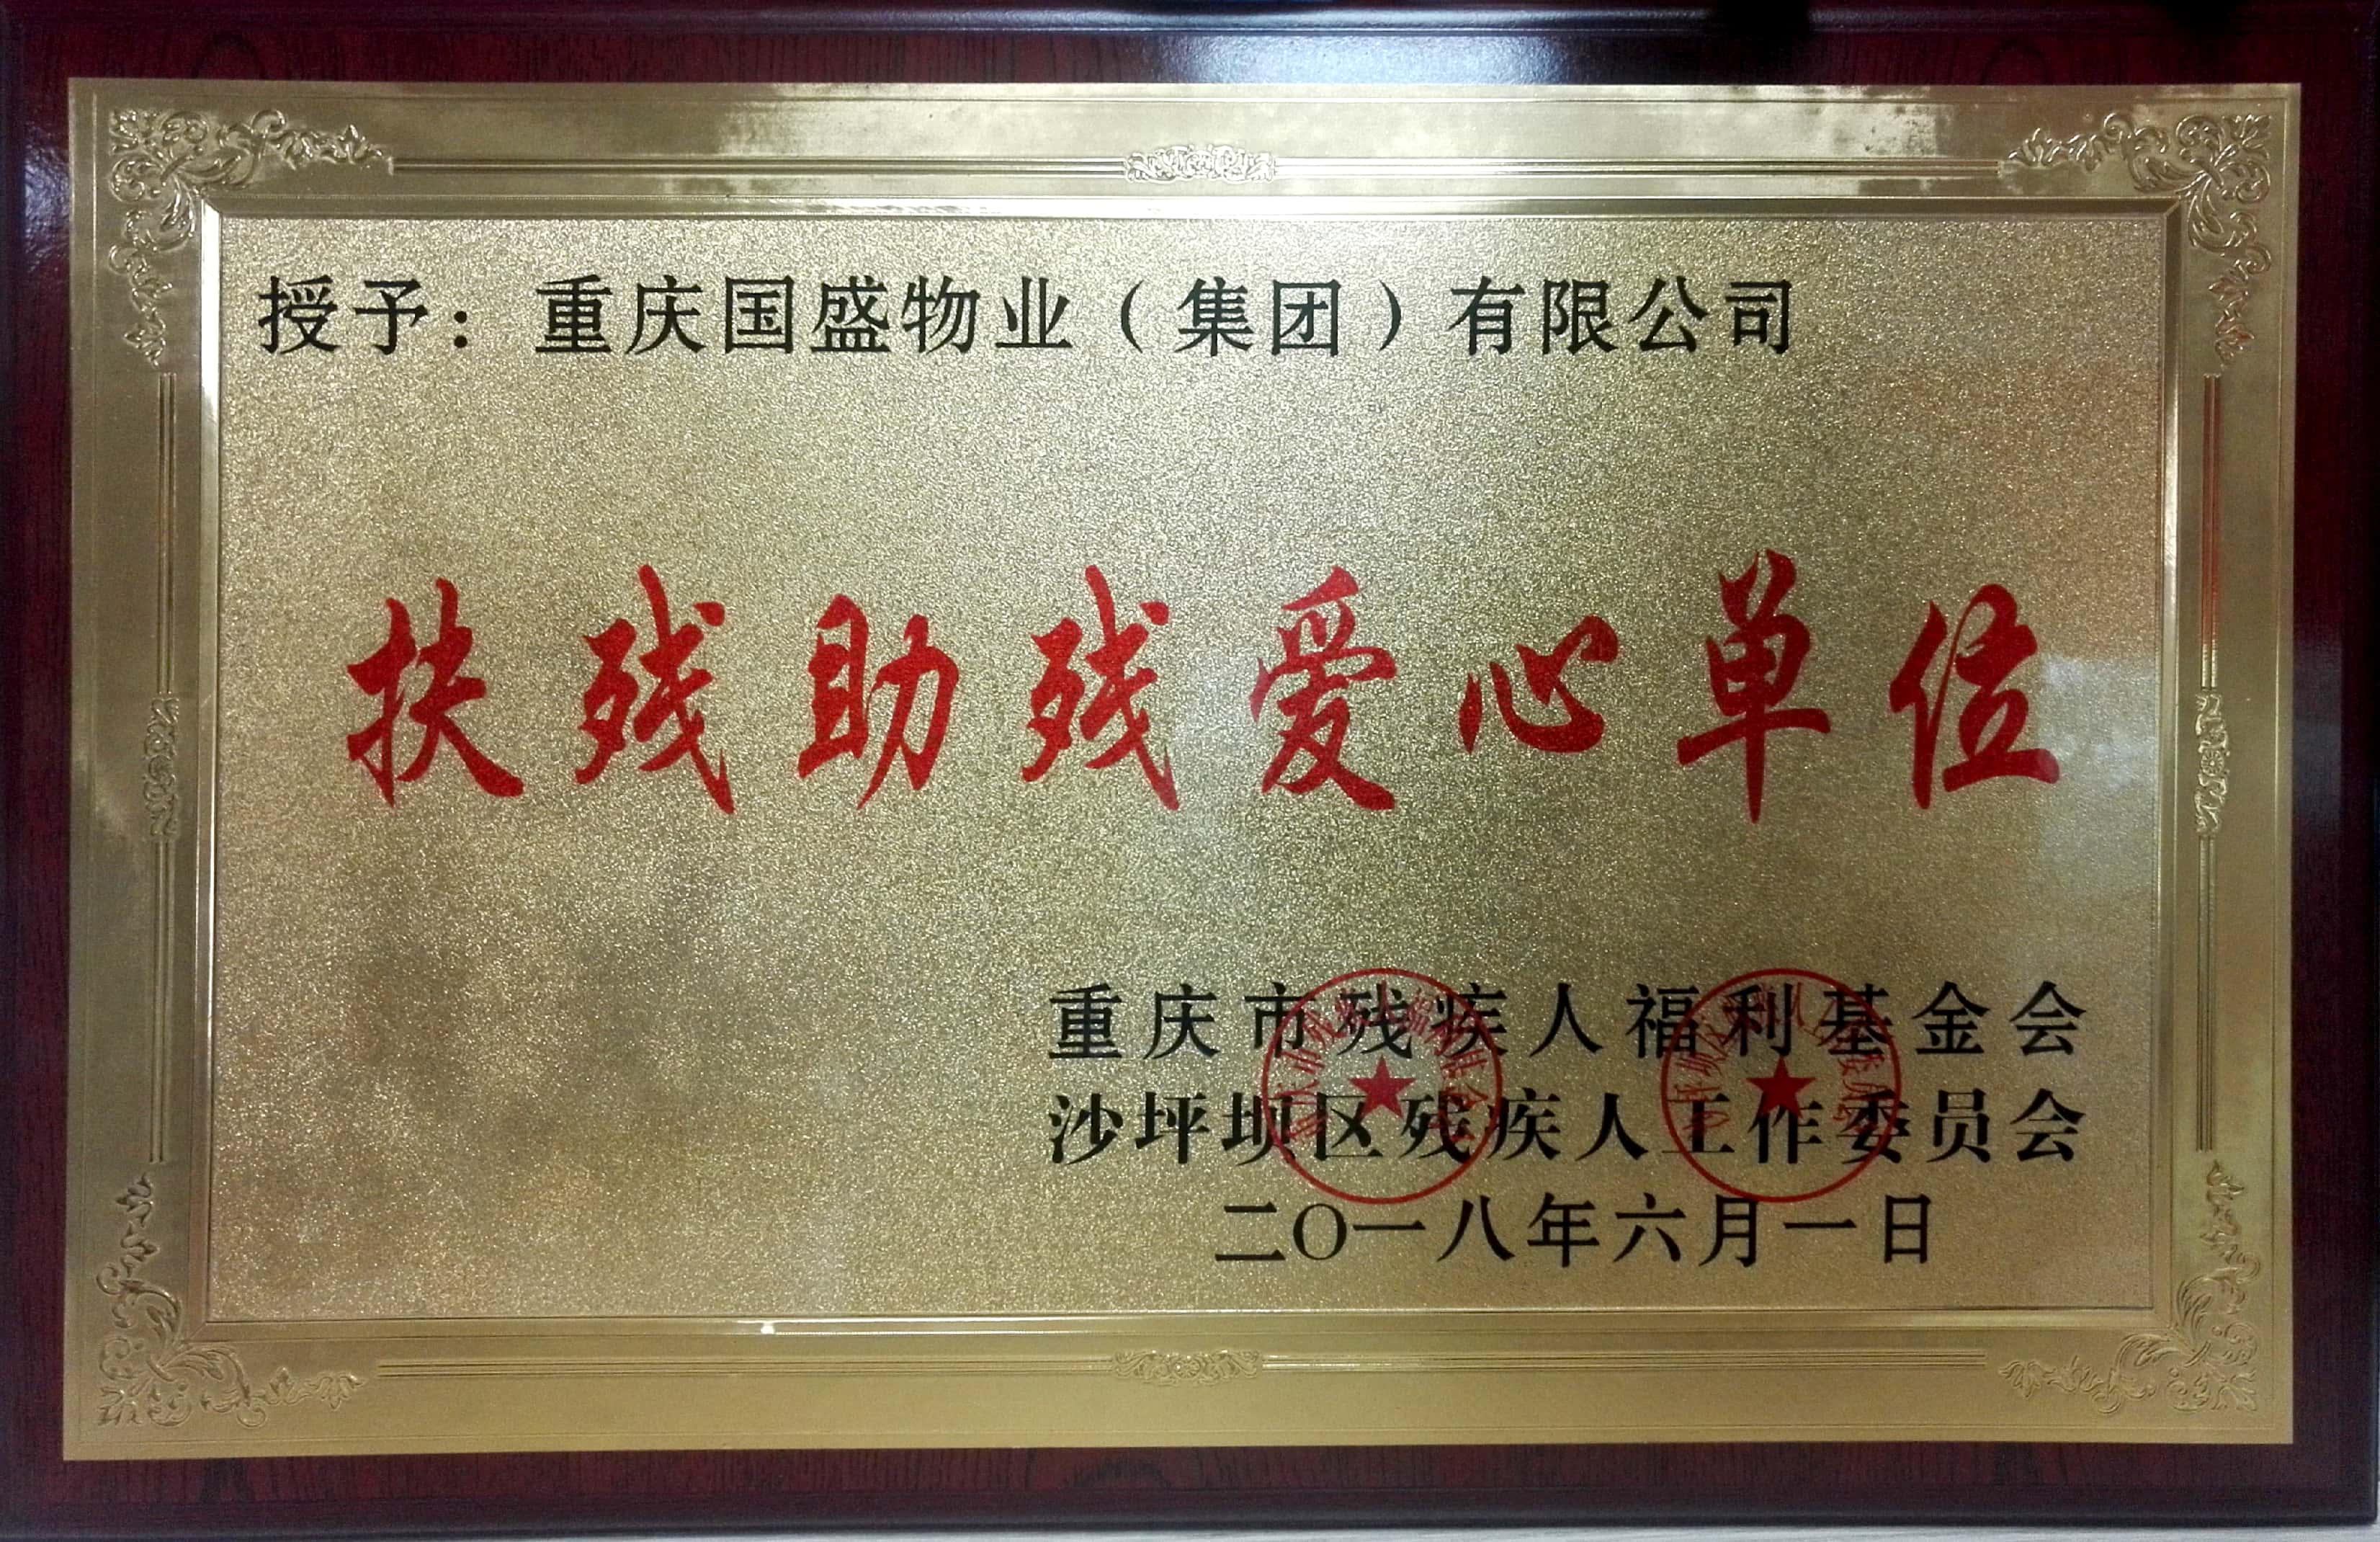 授予：重庆国盛物业（集团）有限公司
扶残助残爱心单位
重庆市残疾人福利基金会
沙坪坝区残疾人工作委员会
二O一八年六月一日